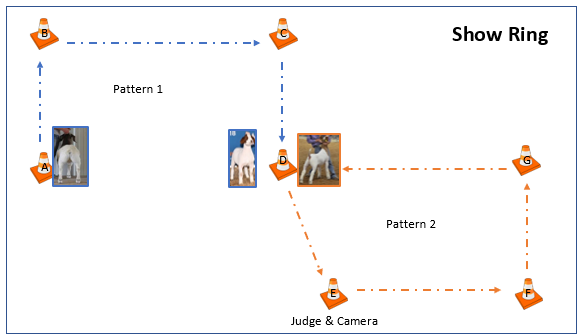 Show Ring
B
C
Pattern 1
A
D
G
Pattern 2
E
F
Judge & Camera